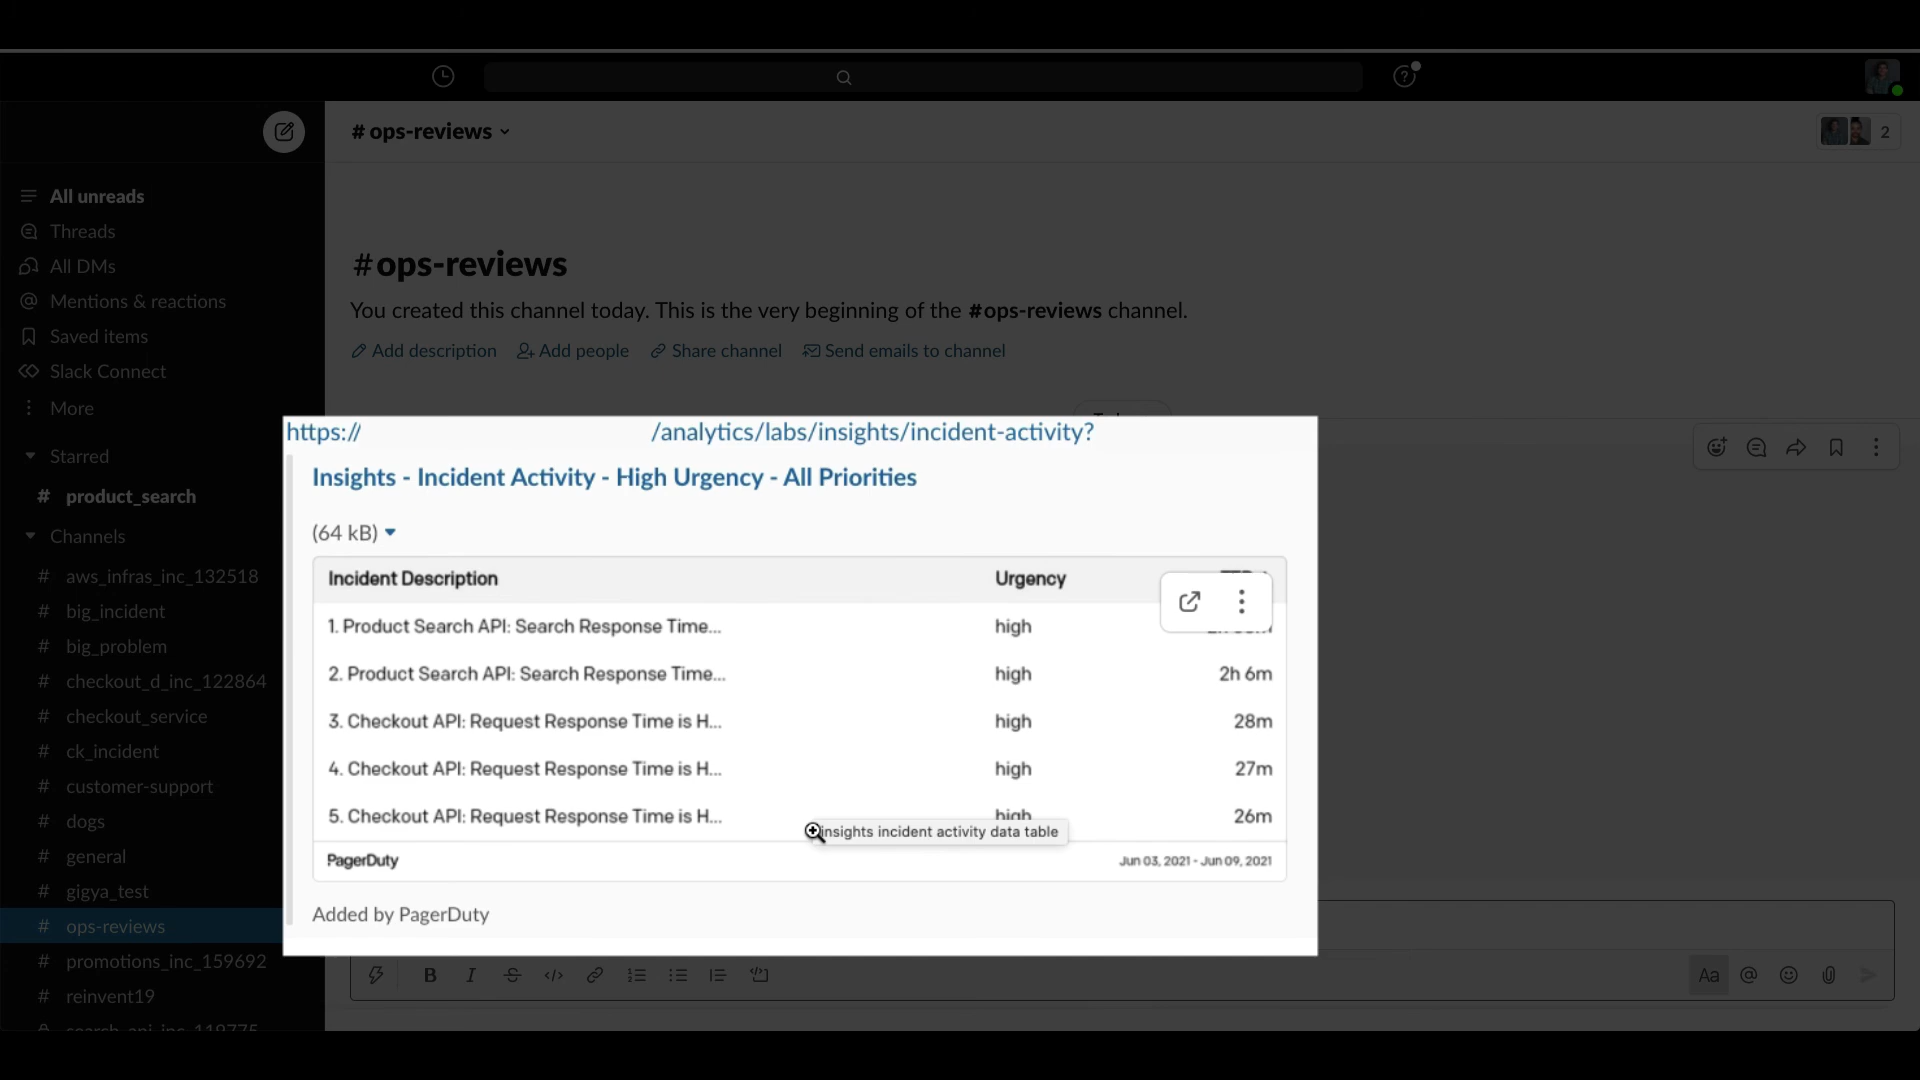 # ops-reviews
2
All unreads
Threads
All DMs
Mentions & reactions
Saved items
Slack Connect
More
Starred
# product_search
Channels
# aws_infras_inc_132518
# big_incident
# big_problem
# checkout_d_inc_122864
# checkout_service
# ck_incident
# customer-support
# dogs
# general
# gigya_test
# ops-reviews
# promotions_inc_159692
# reinvent19
search_api_inc_119775
#ops-reviews
You created this channel today. This is the very beginning of the #ops-reviews channel.
Add description Add people Share channel Send emails to channel
https:// /analytics/labs/insights/incident-activity?
Insights - Incident Activity - High Urgency - All Priorities
(64 kB)
Incident Description Urgency
1. Product Search API: Search Response Time... high
2. Product Search API: Search Response Time... high 2h 6m
3. Checkout API: Request Response Time is H... high 28m
4. Checkout API: Request Response Time is H... high 27m
5. Checkout API: Request Response Time is H... high 26m
insights incident activity data table
PagerDuty Jun 03, 2021 - Jun 09, 2021
Added by PagerDuty
B I S </> Aa @